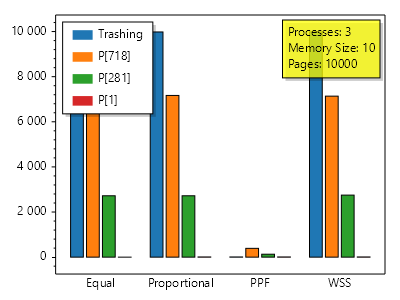 10 000
8 000
6 000
4 000
2 000
0
Trashing
P[718]
P[281]
P[1]
Processes: 3
Memory Size: 10
Pages: 10000
Equal
Proportional
PPF
WSS